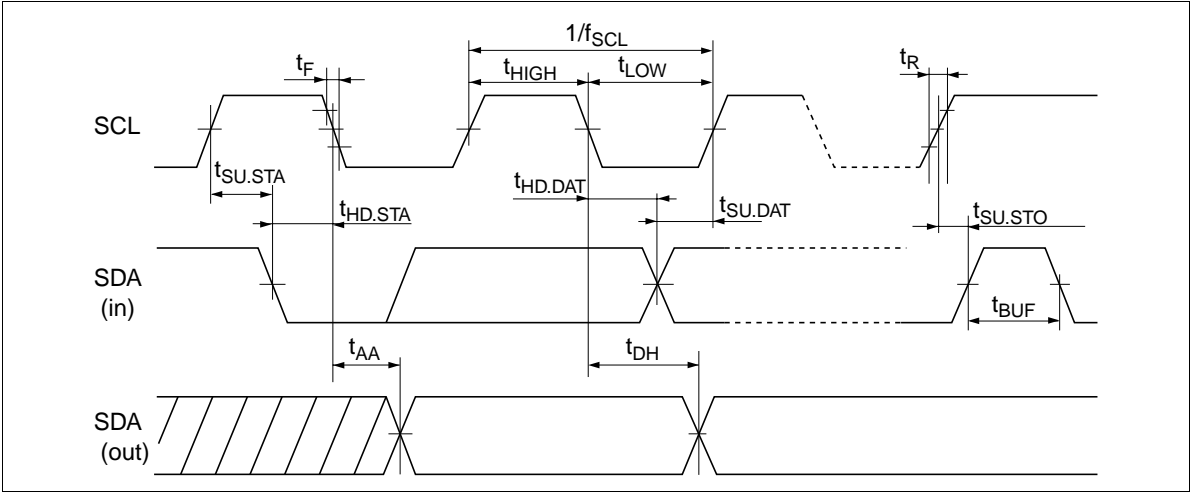 1/fSCL
tF
tHIGH
tLOW
tR
SCL
tSU.STA
tHD.STA
tHD.DAT
tSU.DAT
tSU.STO
SDA
(in)
tBUF
tAA
tDH
SDA
(out)